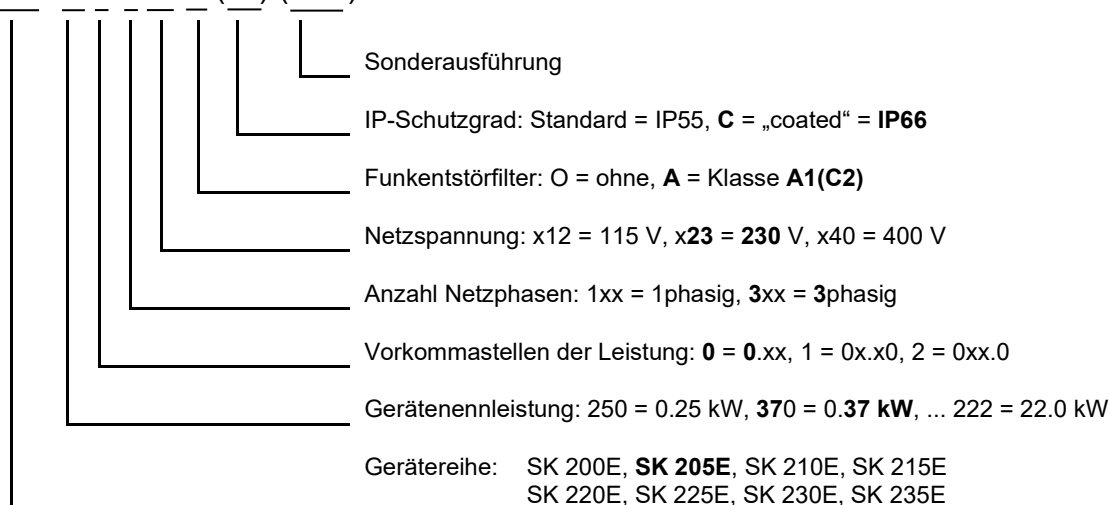 Sonderausführung
IP-Schutzgrad: Standard = IP55, C = „coated“ = IP66
Funkentstörfilter: O = ohne, A = Klasse A1(C2)
Netzspannung: x12 = 115 V, x23 = 230 V, x40 = 400 V
Anzahl Netzphasen: 1xx = 1phasig, 3xx = 3phasig
Vorkommastellen der Leistung: 0 = 0.xx, 1 = 0x.x0, 2 = 0xx.0
Gerätenennleistung: 250 = 0.25 kW, 370 = 0.37 kW, ... 222 = 22.0 kW
Gerätereihe: SK 200E, SK 205E, SK 210E, SK 215E
SK 220E, SK 225E, SK 230E, SK 235E